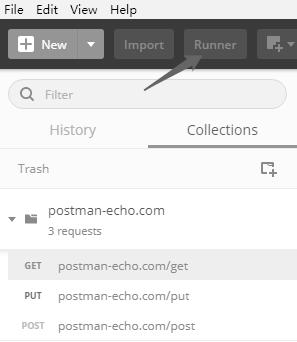 File Edit View Help
New Import Runner
Filter
History Collections
Trash
postman-echo.com
3 requests
GET postman-echo.com/get
PUT postman-echo.com/put
POST postman-echo.com/post